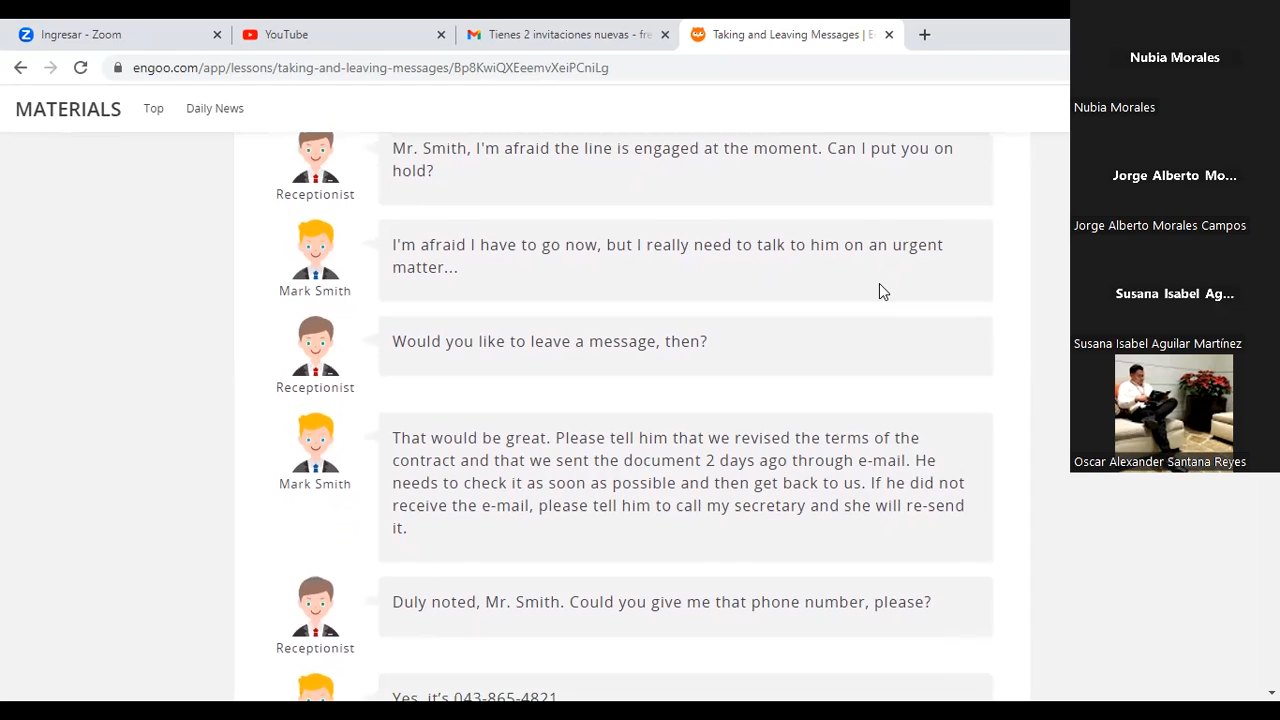 Ingresar - Zoom
YouTube
Tienes 2 invitaciones nuevas - fre
Taking and Leaving Messages | E
engoo.com/app/lessons/taking-and-leaving-messages/Bp8KwiQXEeemvXeiPCniLg
MATERIALS Top Daily News
Mr. Smith, I'm afraid the line is engaged at the moment. Can I put you on
hold?
Receptionist
I'm afraid I have to go now, but I really need to talk to him on an urgent
matter...
Mark Smith
Would you like to leave a message, then?
Receptionist
That would be great. Please tell him that we revised the terms of the
contract and that we sent the document 2 days ago through e-mail. He
needs to check it as soon as possible and then get back to us. If he did not
receive the e-mail, please tell him to call my secretary and she will re-send
it.
Mark Smith
Duly noted, Mr. Smith. Could you give me that phone number, please?
Receptionist
Yes, it's 043-865-4821
Nubia Morales
Nubia Morales
Jorge Alberto Mo...
Jorge Alberto Morales Campos
Susana Isabel Ag...
Susana Isabel Aguilar Martínez
Oscar Alexander Santana Reyes